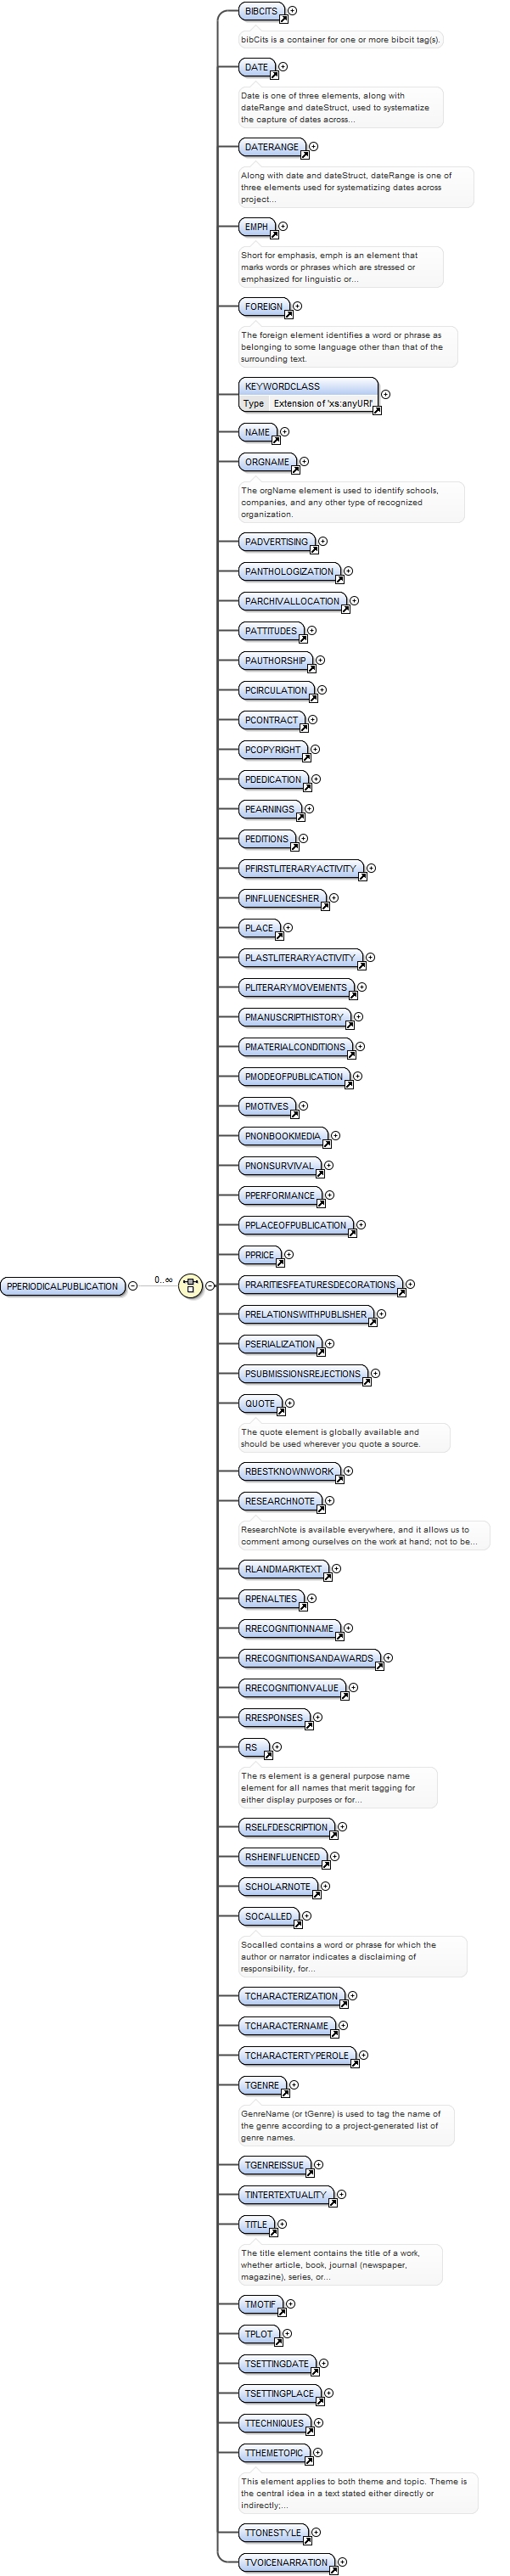 BIBCITS
bibCits is a container for one or more bibcit tag(s).
DATE
Date is one of three elements, along with
dateRange and dateStruct, used to systematize
the capture of dates across...
DATERANGE
Along with date and dateStruct, dateRange is one of
three elements used for systematizing dates across
project...
EMPH
Short for emphasis, emph is an element that
marks words or phrases which are stressed or
emphasized for linguistic or...
FOREIGN
The foreign element identifies a word or phrase as
belonging to some language other than that of the
surrounding text.
KEYWORDCLASS
Type Extension of 'xs:anyURI'
NAME
ORGNAME
The orgName element is used to identify schools,
companies, and any other type of recognized
organization.
PADVERTISING
PANTHOLOGIZATION
PARCHIVALLOCATION
PATTITUDES
PAUTHORSHIP
PCIRCULATION
PCONTRACT
PCOPYRIGHT
PDEDICATION
PEARNINGS
PEDITIONS
PFIRSTLITERARYACTIVITY
PINFLUENCESHER
PLACE
PLASTLITERARYACTIVITY
PLITERARYMOVEMENTS
PMANUSCRIPTHISTORY
PMATERIALCONDITIONS
PMODEOFPUBLICATION
PMOTIVES
PNONBOOKMEDIA
PNONSURVIVAL
PPERFORMANCE
PPLACEOFPUBLICATION
PPRICE
PPERIODICALPUBLICATION 0..∞
PRARITIESFEATURESDECORATIONS
PRELATIONSWITHPUBLISHER
PSERIALIZATION
PSUBMISSIONSREJECTIONS
QUOTE
The quote element is globally available and
should be used wherever you quote a source.
RBESTKNOWNWORK
RESEARCHNOTE
ResearchNote is available everywhere, and it allows us to
comment among ourselves on the work at hand; not to be...
RLANDMARKTEXT
RPENALTIES
RRECOGNITIONNAME
RRECOGNITIONSANDAWARDS
RRECOGNITIONVALUE
RRESPONSES
RS
The rs element is a general purpose name
element for all names that merit tagging for
either display purposes or for...
RSELFDESCRIPTION
RSHEINFLUENCED
SCHOLARNOTE
SOCALLED
Socalled contains a word or phrase for which the
author or narrator indicates a disclaiming of
responsibility, for...
TCHARACTERIZATION
TCHARACTERNAME
TCHARACTERTYPEROLE
TGENRE
GenreName (or tGenre) is used to tag the name of
the genre according to a project-generated list of
genre names.
TGENREISSUE
TINTERTEXTUALITY
TITLE
The title element contains the title of a work,
whether article, book, journal (newspaper,
magazine), series, or...
TMOTIF
TPLOT
TSETTINGDATE
TSETTINGPLACE
TTECHNIQUES
TTHEMETOPIC
This element applies to both theme and topic. Theme is
the central idea in a text stated either directly or
indirectly;...
TTONESTYLE
TVOICENARRATION